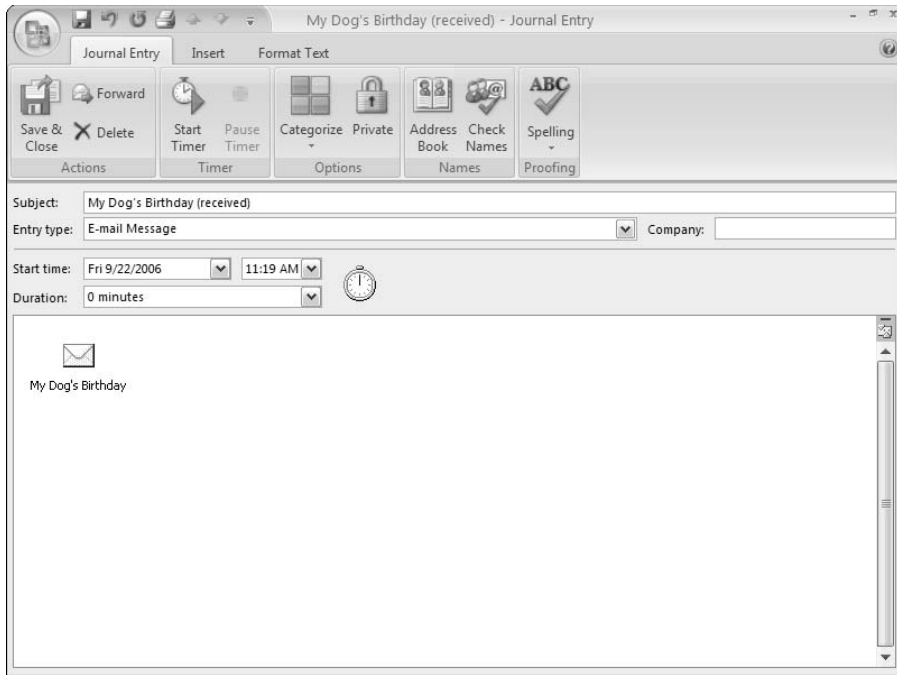 My Dog's Birthday (received) - Journal Entry
Journal Entry Insert Format Text
Save & Close
Forward
Delete
Actions
Start Timer
Pause Timer
Timer
Categorize
Private
Options
Address Book
Check Names
Names
ABC
Spelling
Proofing
Subject: My Dog's Birthday (received)
Entry type: E-mail Message Company:
Start time: Fri 9/22/2006 11:19 AM
Duration: 0 minutes
My Dog's Birthday